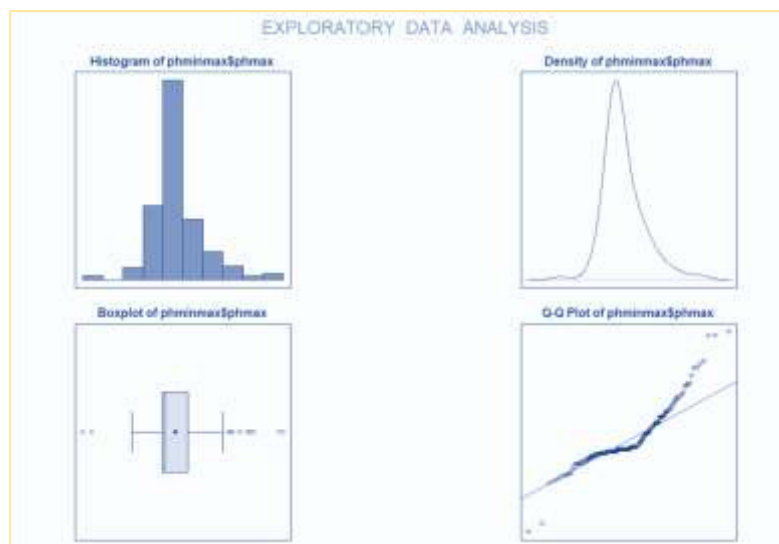 EXPLORATORY DATA ANALYSIS
Histogram of phminmax$phmax
Density of phminmax$phmax
Boxplot of phminmax$phmax
Q-Q Plot of phminmax$phmax